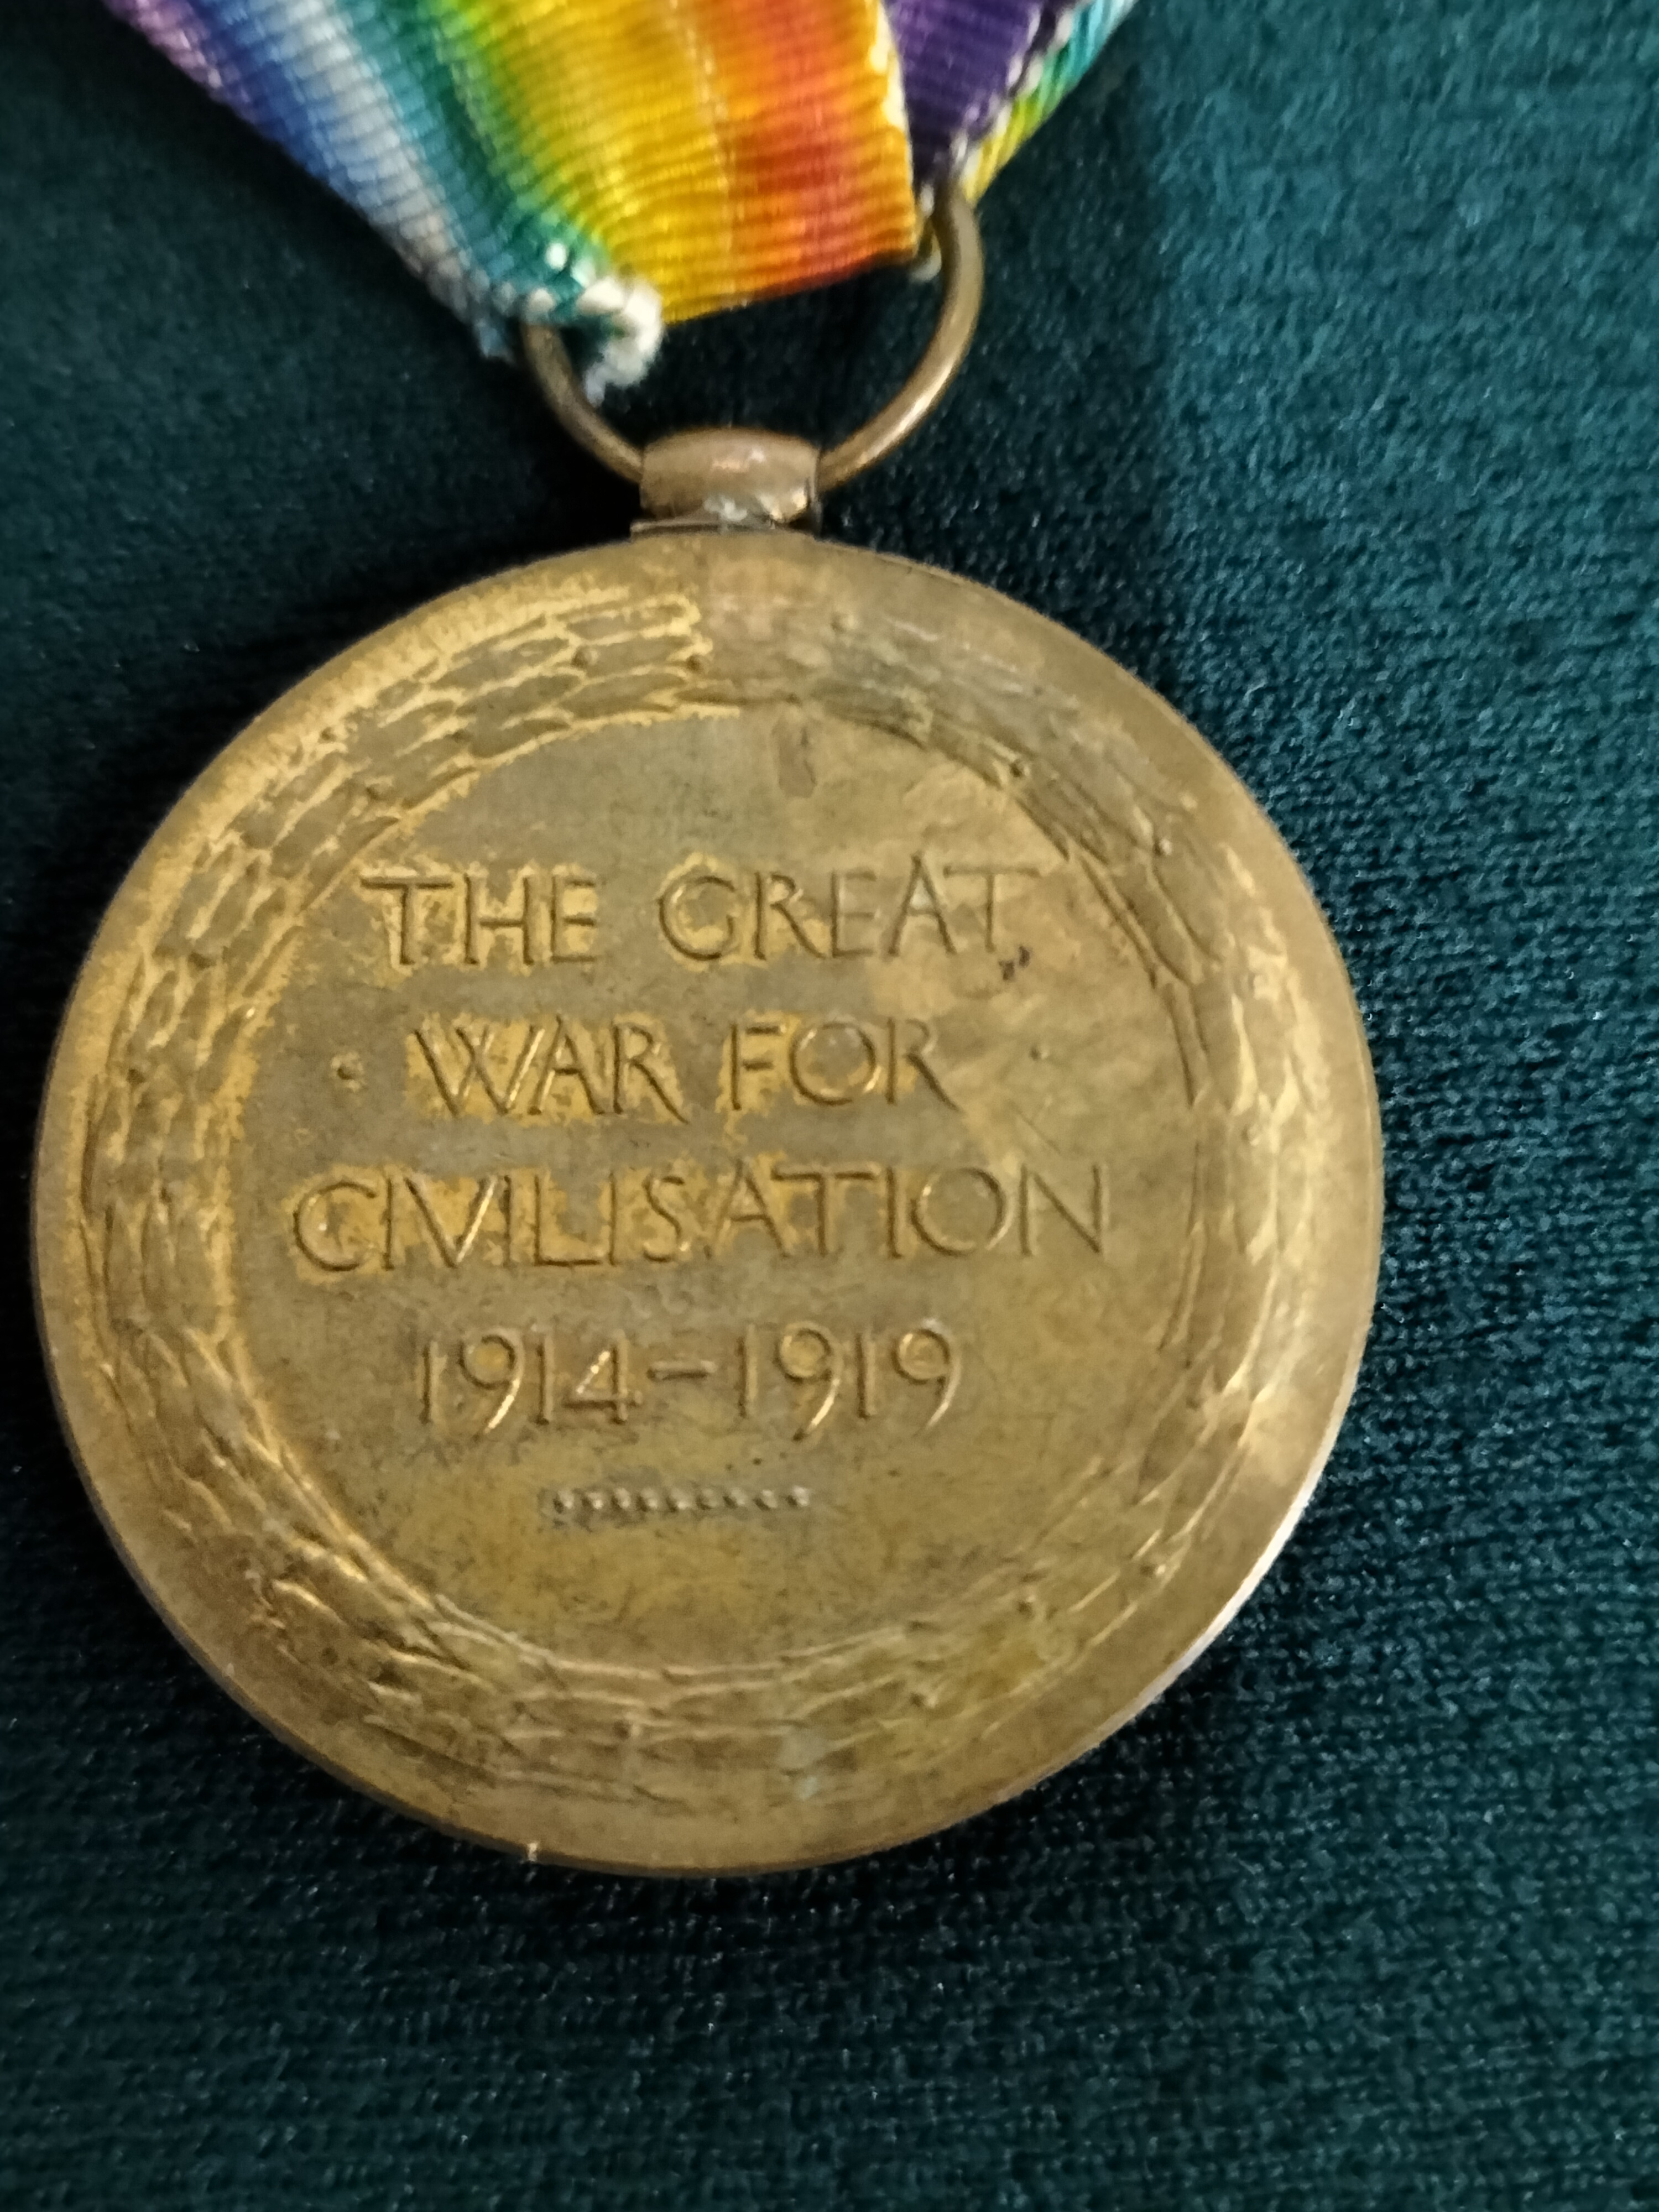 THE GREAT
· WAR FOR ·
CIVILISATION
1914–1919